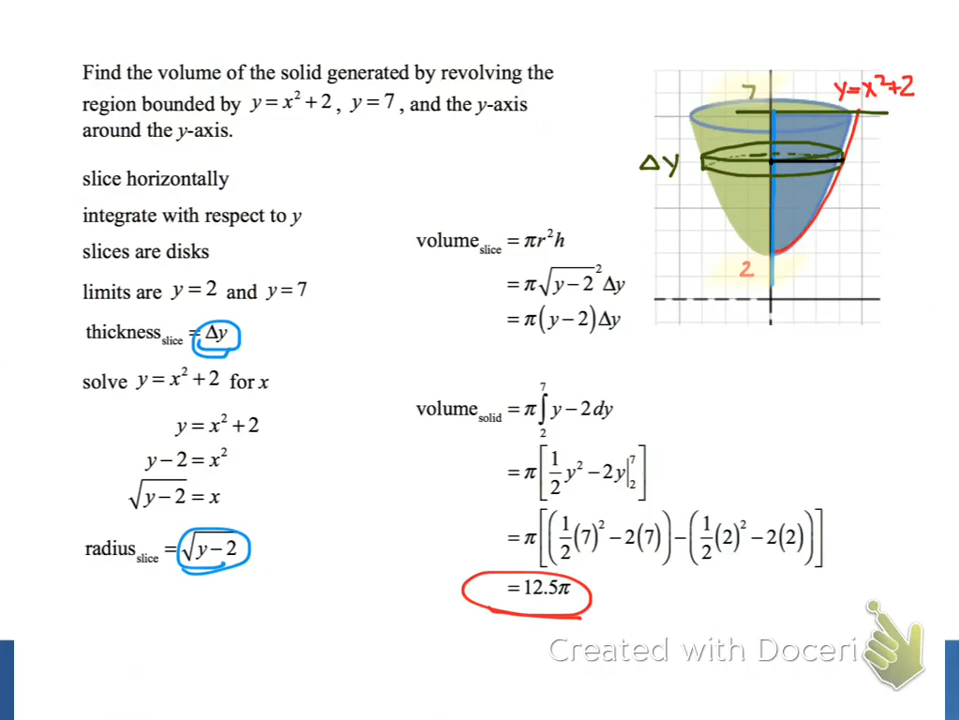 Find the volume of the solid generated by revolving the
region bounded by y = x² + 2, y = 7, and the y-axis
around the y-axis.
slice horizontally
integrate with respect to y
slices are disks
limits are y = 2 and y = 7
thickness_slice = Δy
solve y = x² + 2 for x
y = x² + 2
y − 2 = x²
√(y − 2) = x
radius_slice = √(y − 2)
volume_slice = πr²h
= π√(y − 2)² Δy
= π(y − 2)Δy
volume_solid = π∫₂⁷ y − 2dy
= π[½y² − 2y|₂⁷]
= π[(½(7)² − 2(7)) − (½(2)² − 2(2))]
= 12.5π
7
y=x²+2
Δy
2
Created with Doceri